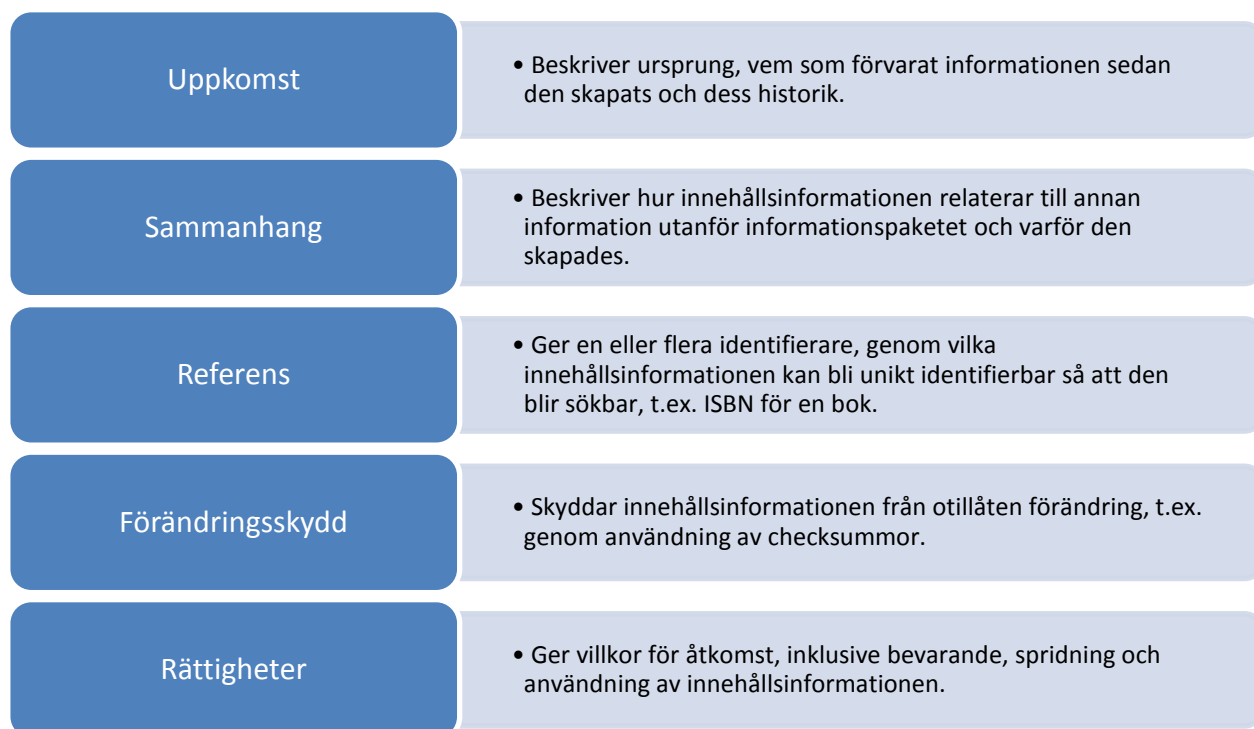 Uppkomst
• Beskriver ursprung, vem som förvarat informationen sedan
den skapats och dess historik.
Sammanhang
• Beskriver hur innehållsinformationen relaterar till annan
information utanför informationspaketet och varför den
skapades.
Referens
• Ger en eller flera identifierare, genom vilka
innehållsinformationen kan bli unikt identifierbar så att den
blir sökbar, t.ex. ISBN för en bok.
Förändringsskydd
• Skyddar innehållsinformationen från otillåten förändring, t.ex.
genom användning av checksummor.
Rättigheter
• Ger villkor för åtkomst, inklusive bevarande, spridning och
användning av innehållsinformationen.